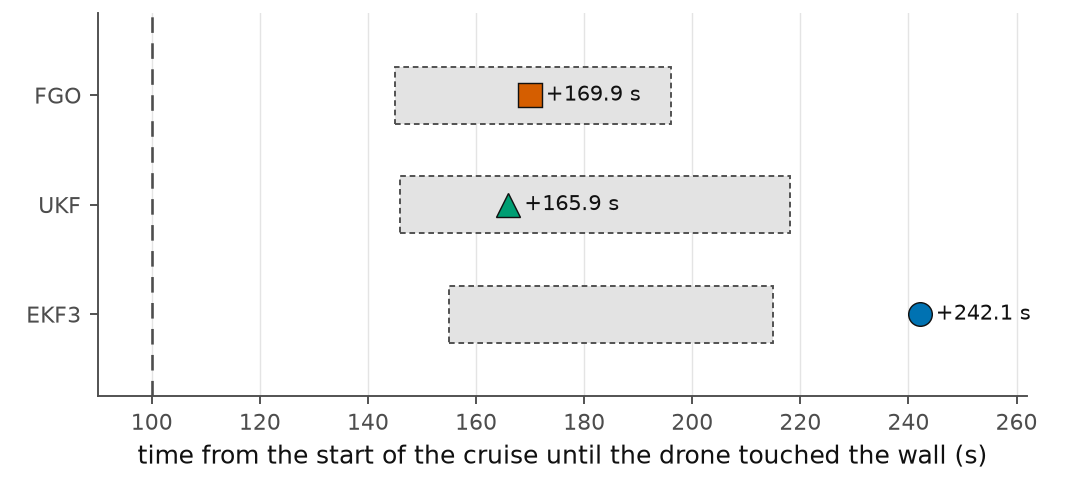 FGO
+169.9 s
UKF
+165.9 s
EKF3
+242.1 s
100 120 140 160 180 200 220 240 260
time from the start of the cruise until the drone touched the wall (s)